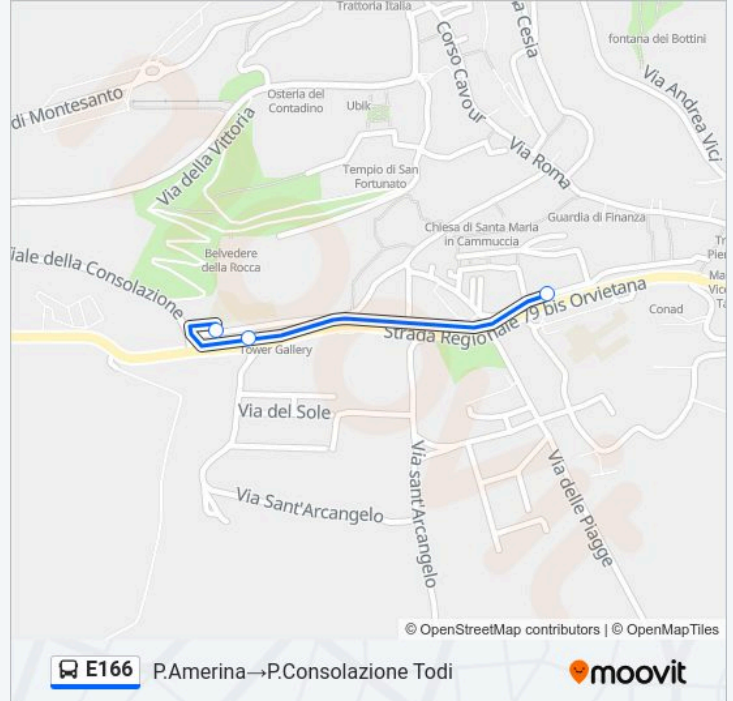 Trattoria Italia
a Cesia
fontana dei Bottini
Corso Cavour
Via Andrea Vici
di Montesanto
Osteria del
Contadino
Ubik
Via della Vittoria
Via Roma
Tempio di San
Fortunato
Guardia di Finanza
Chiesa di Santa Maria
in Cammuccia
Belvedere
della Rocca
iale della Consolazione
Conad
Strada Regionale 79 bis Orvietana
Tower Gallery
Via del Sole
Via Sant'Arcangelo
Via sant'Arcangelo
Via delle Piagge
© OpenStreetMap contributors | © OpenMapTiles
E166 P.Amerina→P.Consolazione Todi
moovit